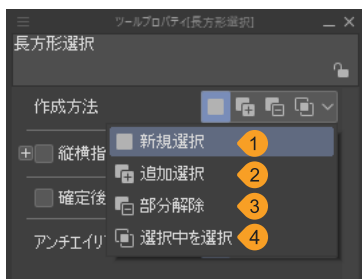 ツールプロパティ[長方形選択]
長方形選択
作成方法
新規選択 1
縦横指
追加選択 2
確定後
部分解除 3
選択中を選択 4
アンチエイリ